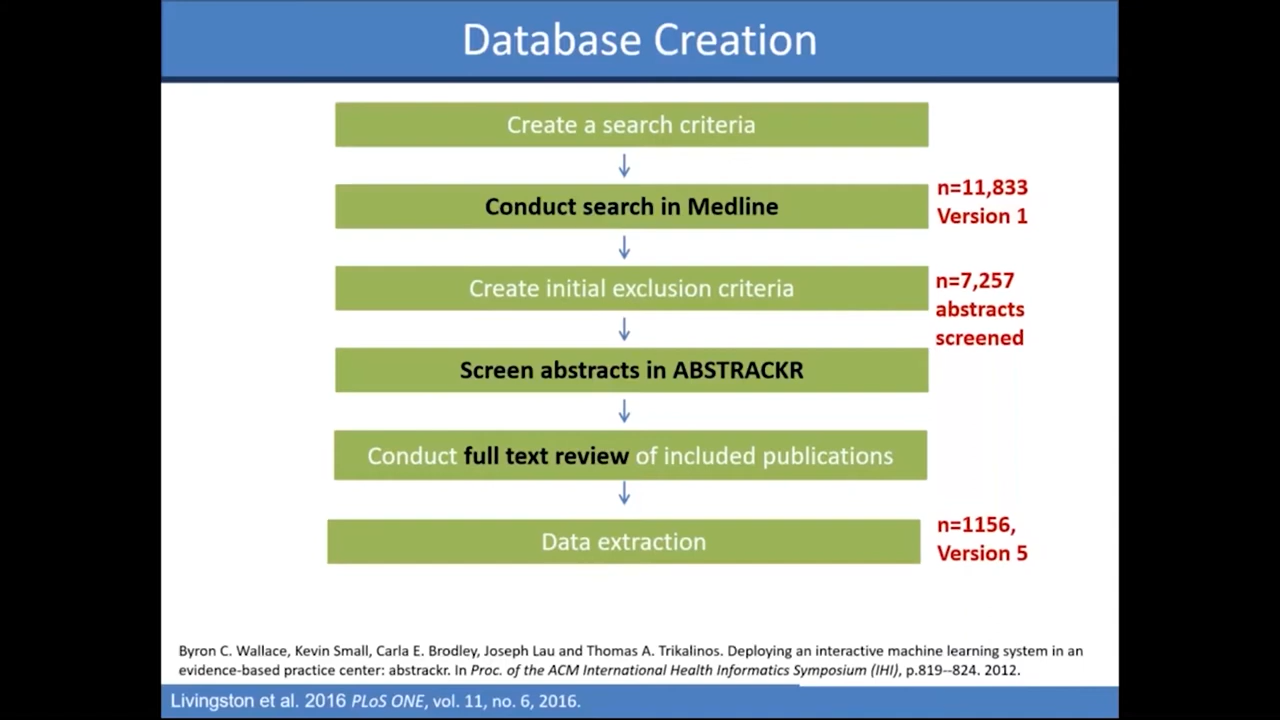 Database Creation
Create a search criteria
Conduct search in Medline
n=11,833
Version 1
Create initial exclusion criteria
n=7,257
abstracts
screened
Screen abstracts in ABSTRACKR
Conduct full text review of included publications
Data extraction
n=1156,
Version 5
Byron C. Wallace, Kevin Small, Carla E. Brodley, Joseph Lau and Thomas A. Trikalinos. Deploying an interactive machine learning system in an
evidence-based practice center: abstrackr. In Proc. of the ACM International Health Informatics Symposium (IHI), p.819--824. 2012.
Livingston et al. 2016 PLoS ONE, vol. 11, no. 6, 2016.